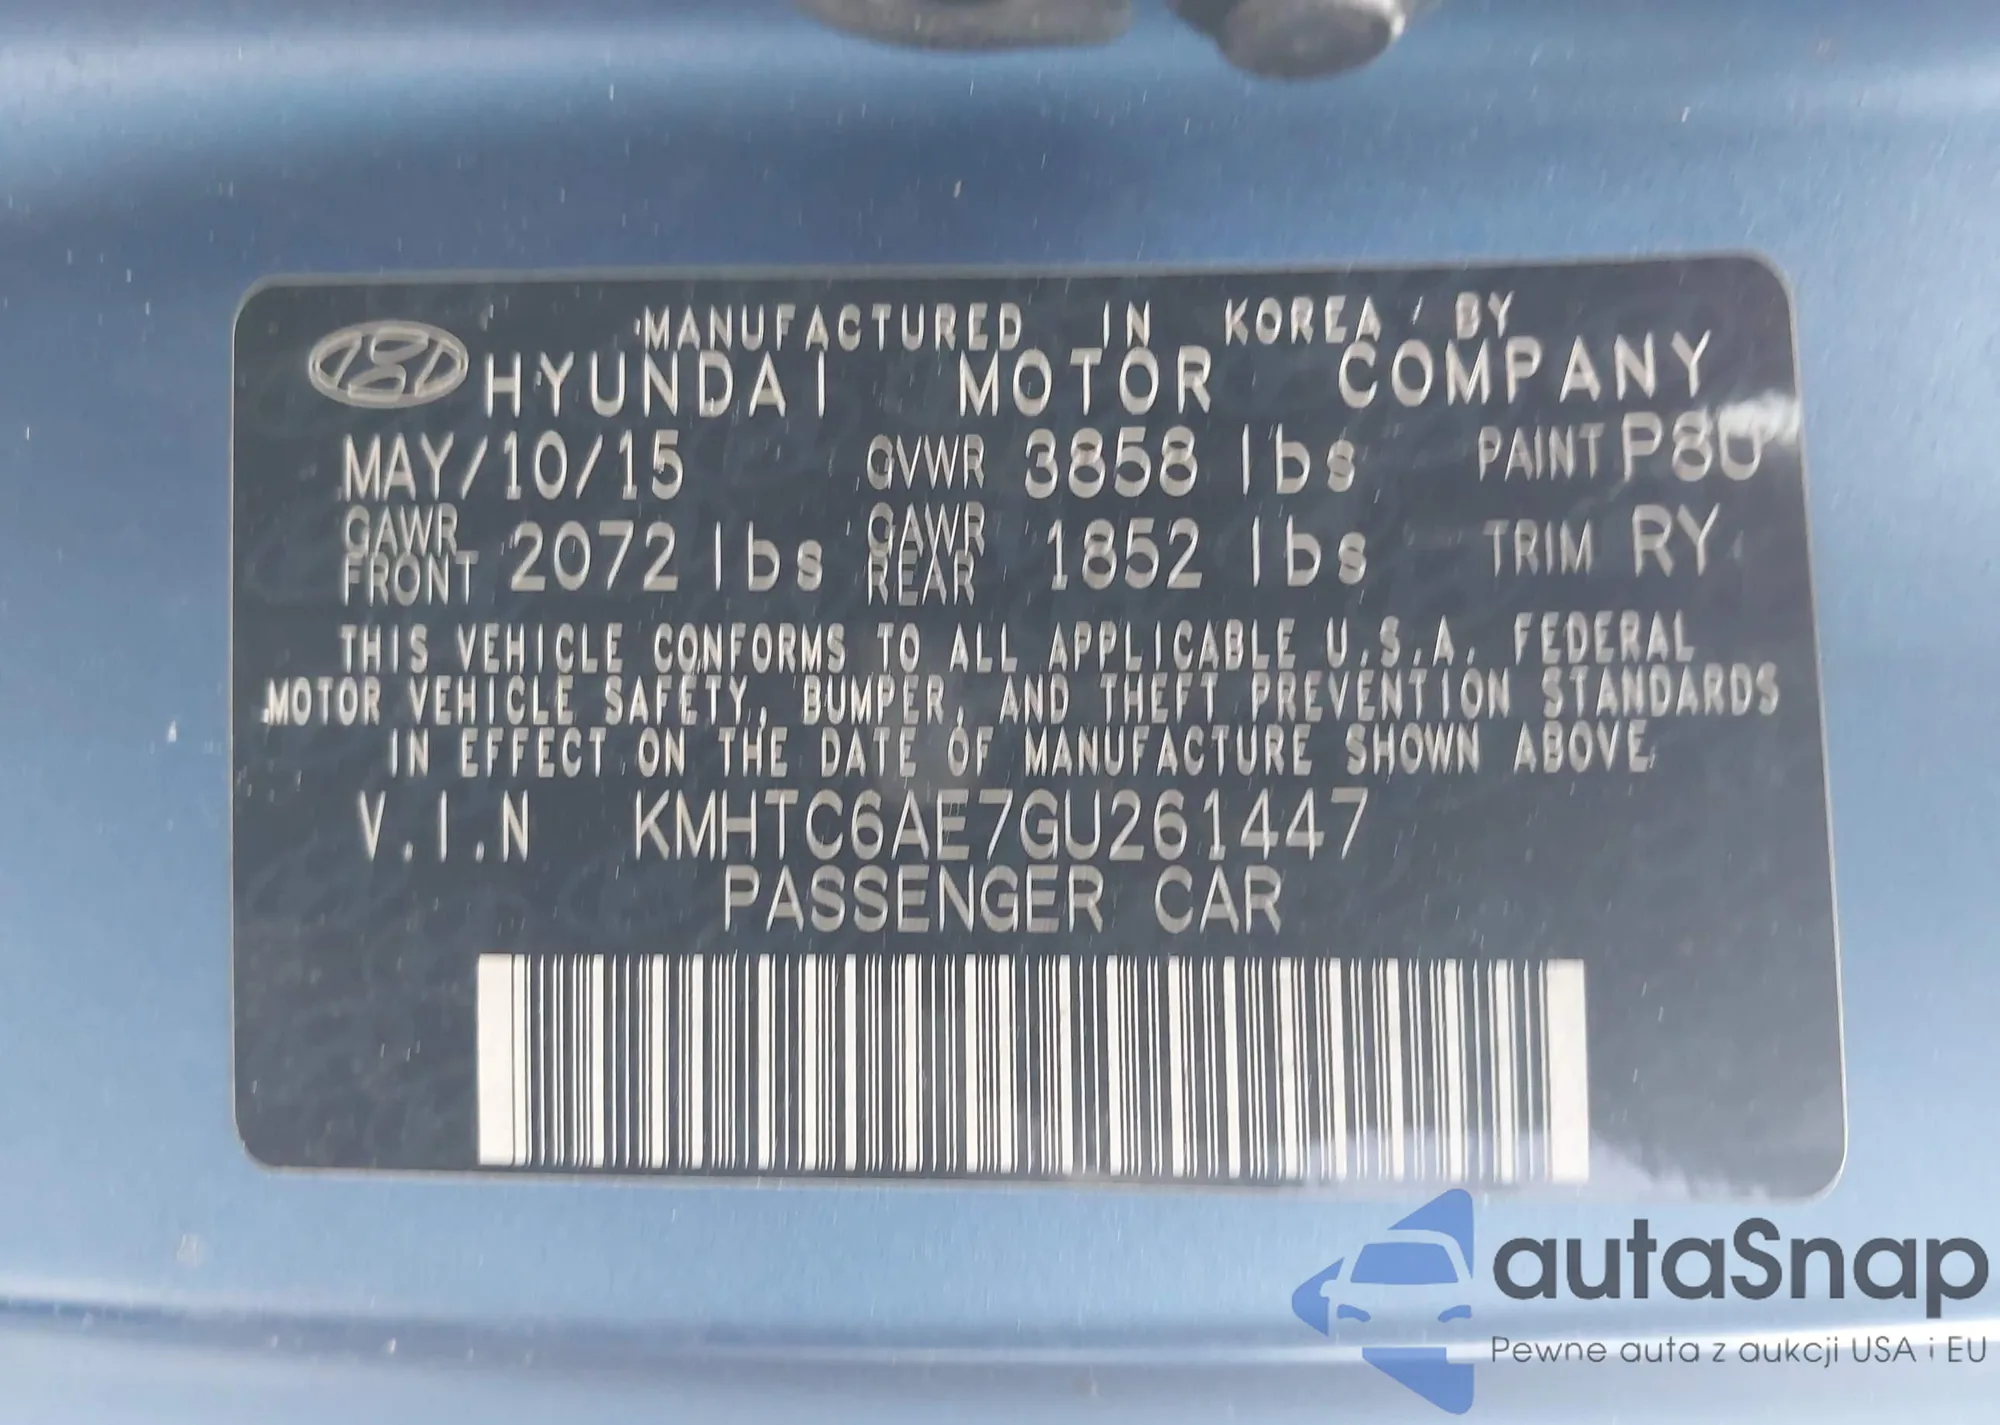 MANUFACTURED IN KOREA BY
HYUNDAI MOTOR COMPANY
MAY/10/15 GVWR 3858 lbs PAINT P8U
GAWR FRONT 2072 lbs GAWR REAR 1852 lbs TRIM RY
THIS VEHICLE CONFORMS TO ALL APPLICABLE U.S.A. FEDERAL
MOTOR VEHICLE SAFETY, BUMPER, AND THEFT PREVENTION STANDARDS
IN EFFECT ON THE DATE OF MANUFACTURE SHOWN ABOVE.
V.I.N KMHTC6AE7GU261447
PASSENGER CAR
autaSnap
Pewne auta z aukcji USA i EU